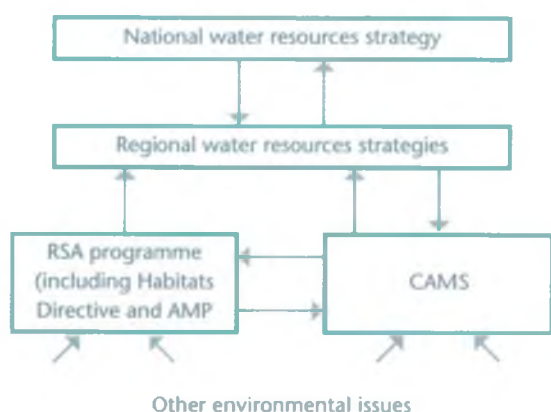 National water resources strategy
Regional water resources strategies
RSA programme
(including Habitats
Directive and AMP
CAMS
Other environmental issues